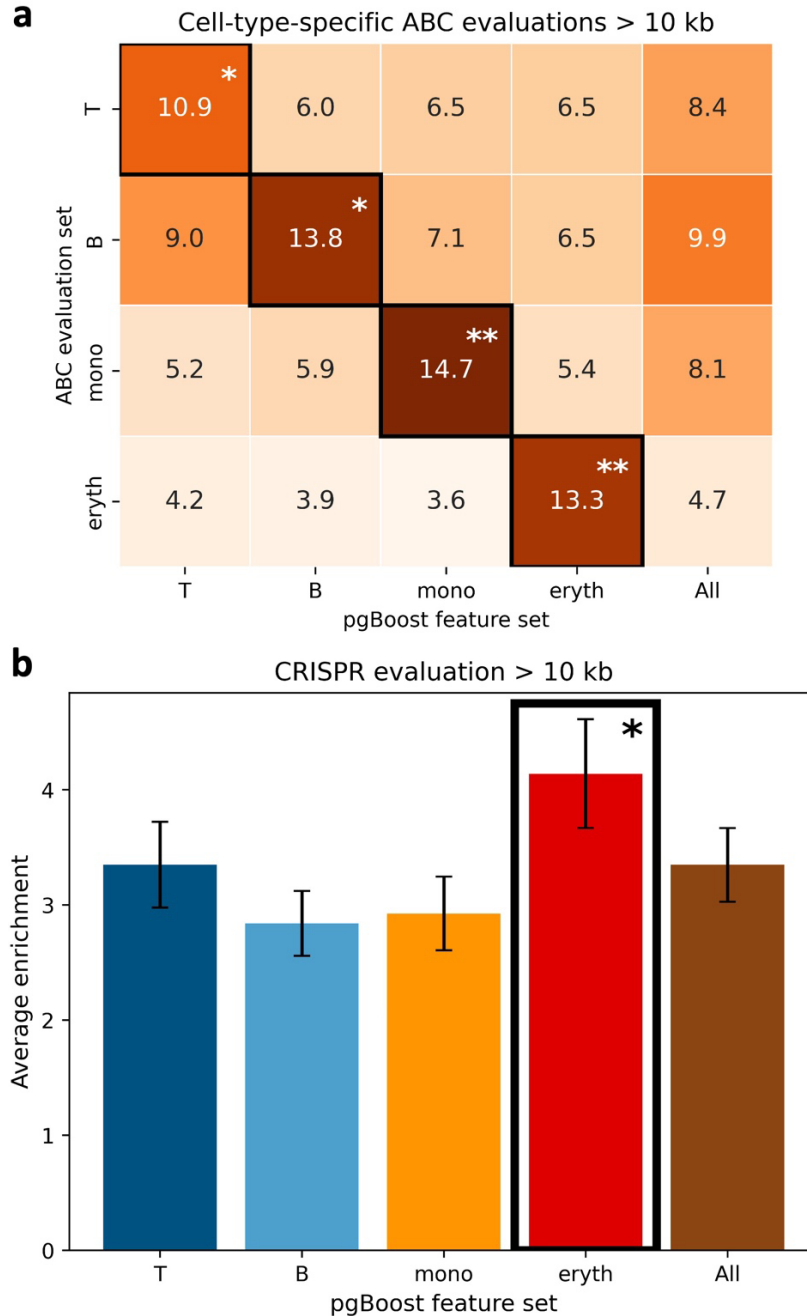 a
Cell-type-specific ABC evaluations > 10 kb
ABC evaluation set
T
10.9 * 6.0 6.5 6.5 8.4
B
9.0 13.8 * 7.1 6.5 9.9
mono
5.2 5.9 14.7 ** 5.4 8.1
eryth
4.2 3.9 3.6 13.3 ** 4.7
T B mono eryth All
pgBoost feature set
b
CRISPR evaluation > 10 kb
Average enrichment
*
4
3
2
1
0
T B mono eryth All
pgBoost feature set